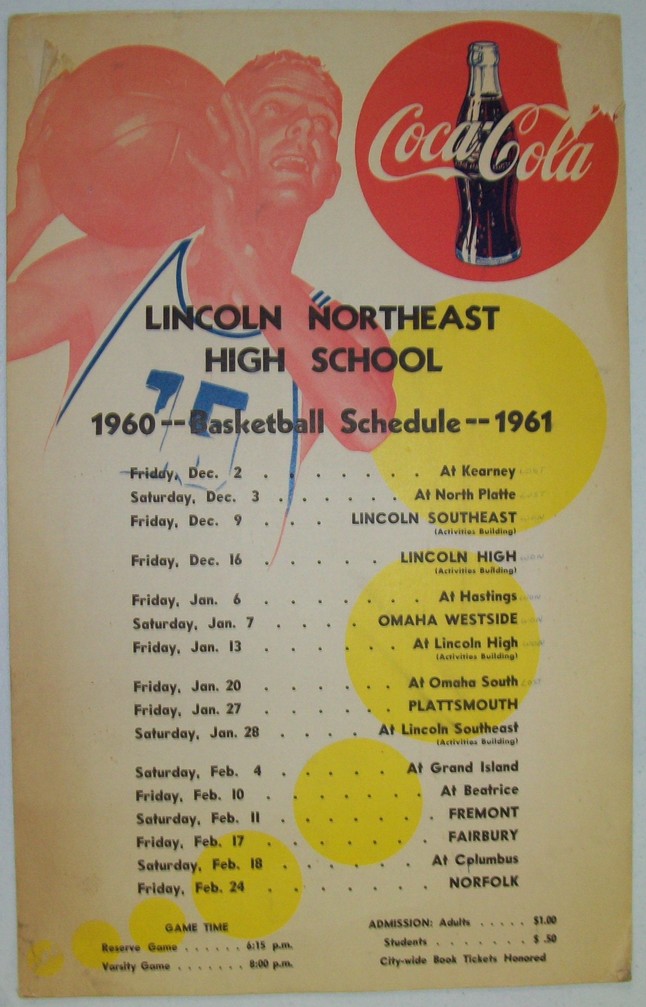 Coca-Cola
LINCOLN NORTHEAST
HIGH SCHOOL
15
1960--Basketball Schedule--1961
Friday, Dec. 2 . . . . . . . At Kearney LOST
Saturday, Dec. 3 . . . . . . At North Platte LOST
Friday, Dec. 9 . . . LINCOLN SOUTHEAST WON
(Activities Building)
Friday, Dec. 16 . . . . . LINCOLN HIGH WON
(Activities Building)
Friday, Jan. 6 . . . . . . . At Hastings
Saturday, Jan. 7 . . . . OMAHA WESTSIDE
Friday, Jan. 13 . . . . . . At Lincoln High
(Activities Building)
Friday, Jan. 20 . . . . . . At Omaha South LOST
Friday, Jan. 27 . . . . . . PLATTSMOUTH
Saturday, Jan. 28 . . . . At Lincoln Southeast
(Activities Building)
Saturday, Feb. 4 . . . . . At Grand Island
Friday, Feb. 10 . . . . . . . At Beatrice
Saturday, Feb. 11 . . . . . . . FREMONT
Friday, Feb. 17 . . . . . . . FAIRBURY
Saturday, Feb. 18 . . . . . . At Columbus
Friday, Feb. 24 . . . . . . . NORFOLK
GAME TIME
Reserve Game . . . . . . 6:15 p.m.
Varsity Game . . . . . . . 8:00 p.m.
ADMISSION: Adults . . . . . $1.00
Students . . . . . . . $ .50
City-wide Book Tickets Honored